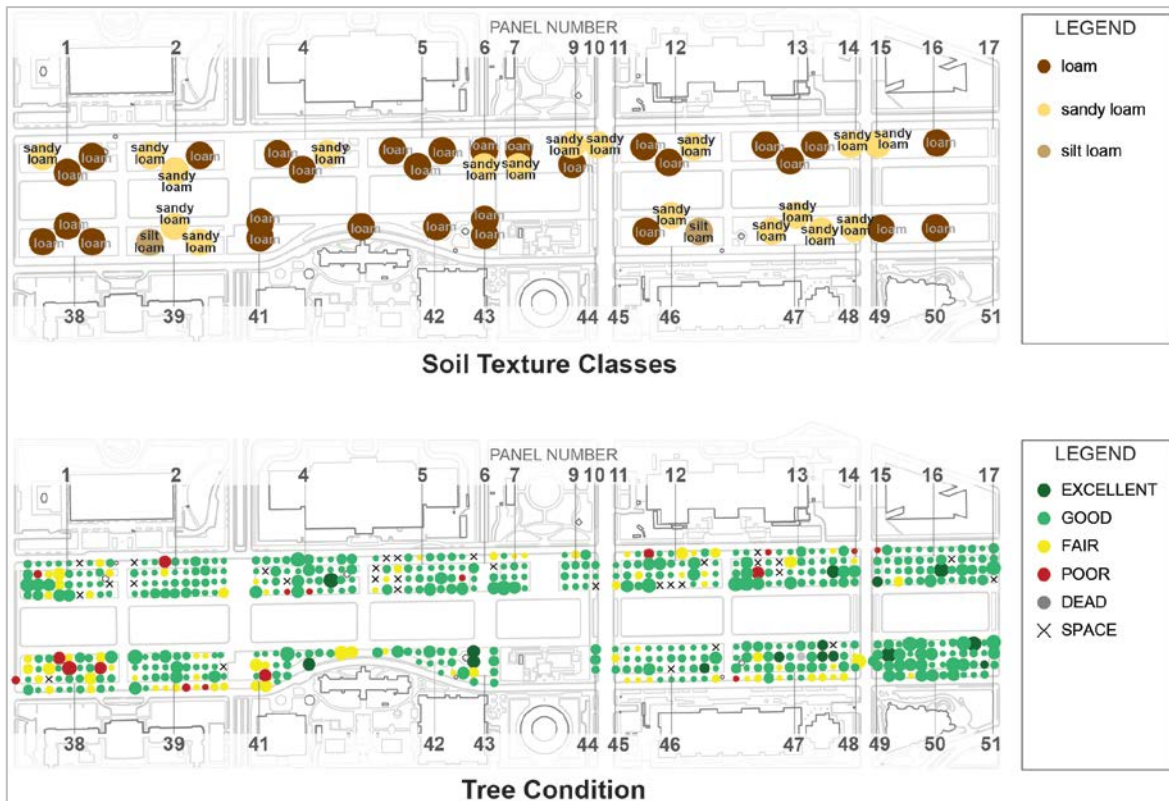 PANEL NUMBER
1 2 4 5 6 7 9 10 11 12 13 14 15 16 17
sandy loam loam loam
sandy loam sandy loam loam
loam loam sandy loam
loam loam loam
loam sandy loam
loam sandy loam
sandy loam loam sandy loam
loam loam sandy loam
loam loam loam sandy loam
sandy loam loam
loam loam loam
silt loam sandy loam sandy loam
loam loam
loam
loam
loam loam
loam sandy loam silt loam
sandy loam sandy loam sandy loam sandy loam
loam loam
38 39 41 42 43 44 45 46 47 48 49 50 51
LEGEND
loam
sandy loam
silt loam
Soil Texture Classes
PANEL NUMBER
1 2 4 5 6 7 9 10 11 12 13 14 15 16 17
38 39 41 42 43 44 45 46 47 48 49 50 51
LEGEND
EXCELLENT
GOOD
FAIR
POOR
DEAD
SPACE
Tree Condition